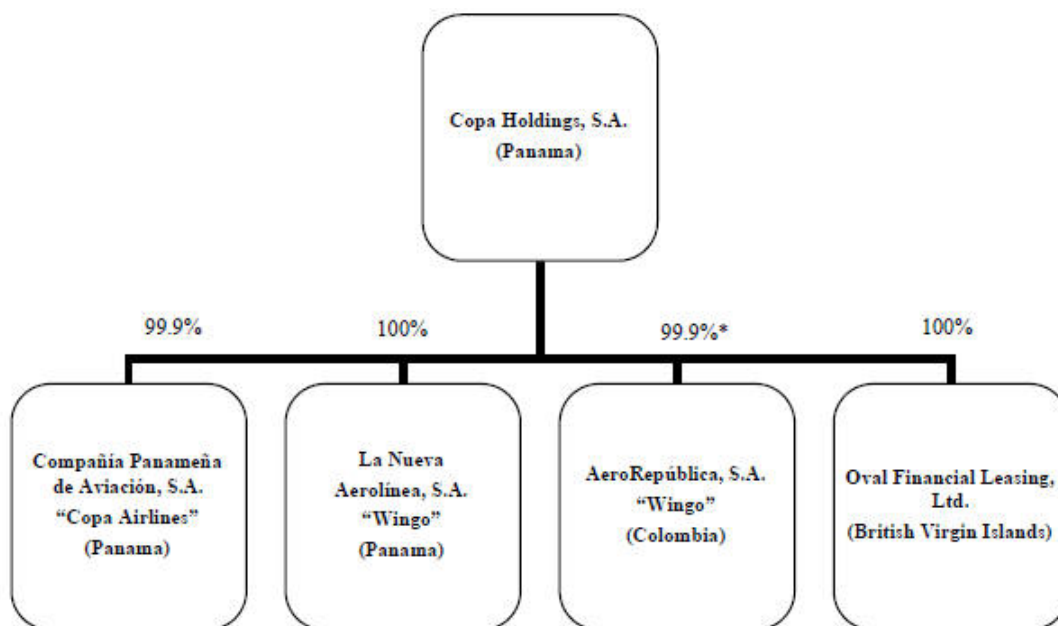 Copa Holdings, S.A.
(Panama)
99.9%
100%
99.9%*
100%
Compañía Panameña
de Aviación, S.A.
“Copa Airlines”
(Panama)
La Nueva
Aerolínea, S.A.
“Wingo”
(Panama)
AeroRepública, S.A.
“Wingo”
(Colombia)
Oval Financial Leasing,
Ltd.
(British Virgin Islands)